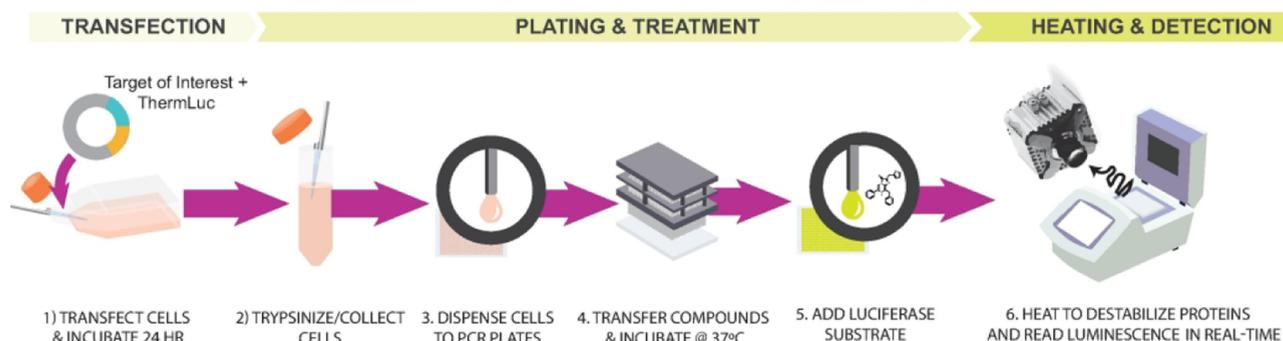 TRANSFECTION
PLATING & TREATMENT
HEATING & DETECTION
Target of Interest +
ThermLuc
1) TRANSFECT CELLS
& INCUBATE 24 HR
2) TRYPSINIZE/COLLECT
CELLS
3. DISPENSE CELLS
TO PCR PLATES
4. TRANSFER COMPOUNDS
& INCUBATE @ 37ºC
5. ADD LUCIFERASE
SUBSTRATE
6. HEAT TO DESTABILIZE PROTEINS
AND READ LUMINESCENCE IN REAL-TIME